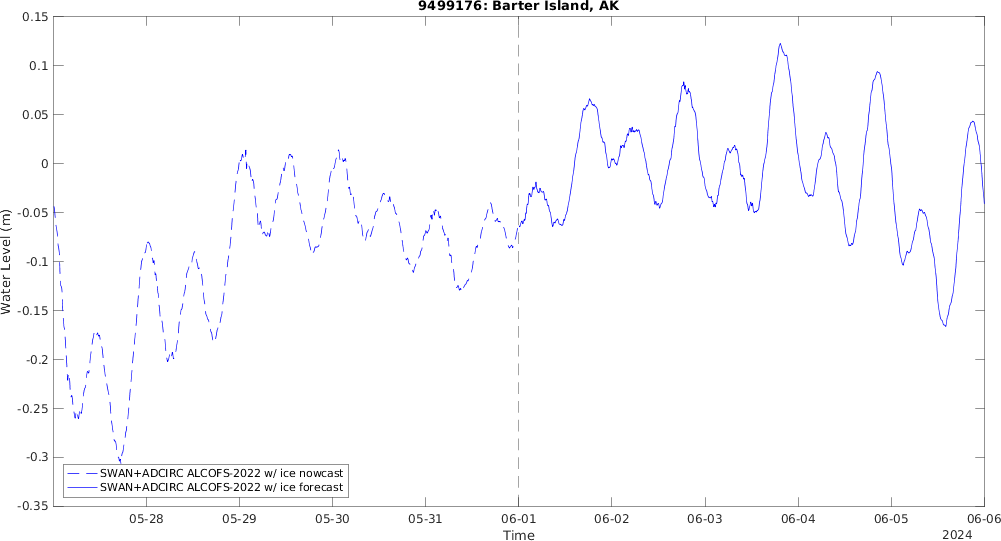 9499176: Barter Island, AK
0.15
0.1
0.05
0
-0.05
-0.1
-0.15
-0.2
-0.25
-0.3
-0.35
Water Level (m)
SWAN+ADCIRC ALCOFS-2022 w/ ice nowcast
SWAN+ADCIRC ALCOFS-2022 w/ ice forecast
05-28 05-29 05-30 05-31 06-01 06-02 06-03 06-04 06-05 06-06
Time
2024